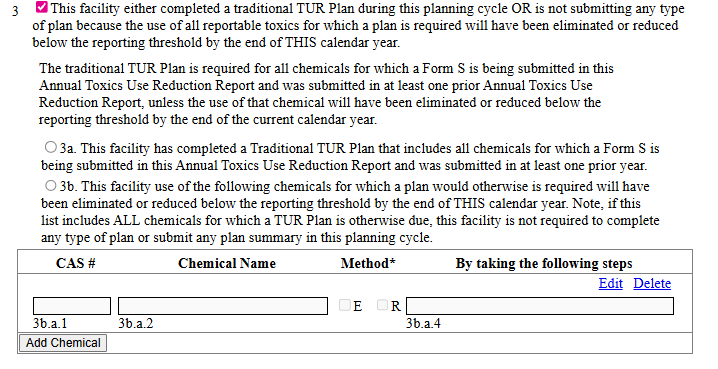 3 This facility either completed a traditional TUR Plan during this planning cycle OR is not submitting any type
of plan because the use of all reportable toxics for which a plan is required will have been eliminated or reduced
below the reporting threshold by the end of THIS calendar year.
The traditional TUR Plan is required for all chemicals for which a Form S is being submitted in this
Annual Toxics Use Reduction Report and was submitted in at least one prior Annual Toxics Use
Reduction Report, unless the use of that chemical will have been eliminated or reduced below the
reporting threshold by the end of the current calendar year.
3a. This facility has completed a Traditional TUR Plan that includes all chemicals for which a Form S is
being submitted in this Annual Toxics Use Reduction Report and was submitted in at least one prior year.
3b. This facility use of the following chemicals for which a plan would otherwise is required will have
been eliminated or reduced below the reporting threshold by the end of THIS calendar year. Note, if this
list includes ALL chemicals for which a TUR Plan is otherwise due, this facility is not required to complete
any type of plan or submit any plan summary in this planning cycle.
CAS # Chemical Name Method* By taking the following steps
Edit Delete
E R
3b.a.1 3b.a.2 3b.a.4
Add Chemical